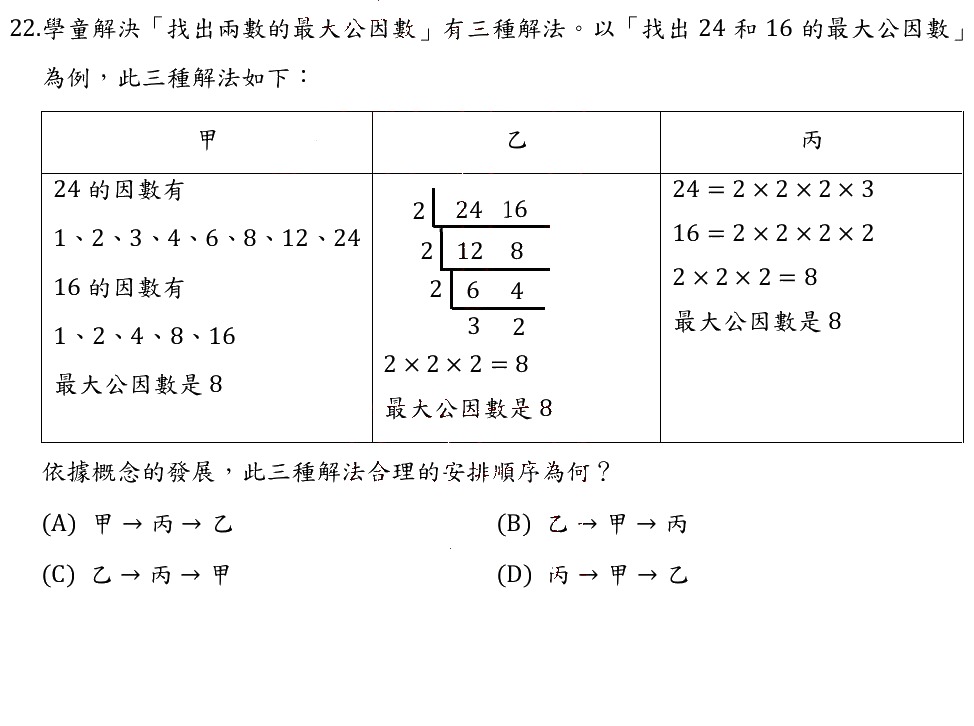 22.學童解決「找出兩數的最大公因數」有三種解法。以「找出 24 和 16 的最大公因數」
為例，此三種解法如下：
甲
24 的因數有
1、2、3、4、6、8、12、24
16 的因數有
1、2、4、8、16
最大公因數是 8
乙
2 24 16
2 12 8
2 6 4
3 2
2 × 2 × 2 = 8
最大公因數是 8
丙
24 = 2 × 2 × 2 × 3
16 = 2 × 2 × 2 × 2
2 × 2 × 2 = 8
最大公因數是 8
依據概念的發展，此三種解法合理的安排順序為何？
(A) 甲 → 丙 → 乙
(B) 乙 → 甲 → 丙
(C) 乙 → 丙 → 甲
(D) 丙 → 甲 → 乙